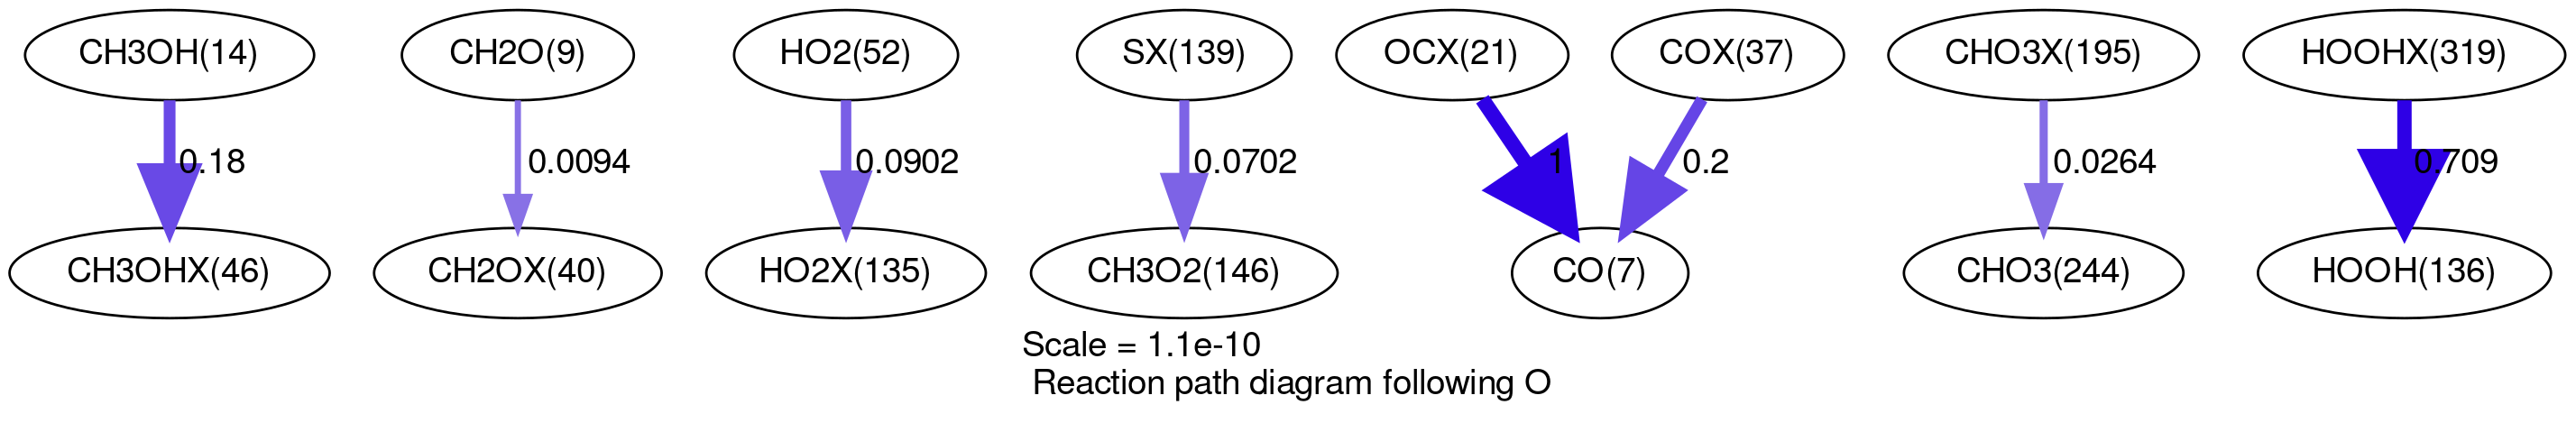 CH3OH(14)
CH2O(9)
HO2(52)
SX(139)
OCX(21)
COX(37)
CHO3X(195)
HOOHX(319)
0.18
0.0094
0.0902
0.0702
1
0.2
0.0264
0.709
CH3OHX(46)
CH2OX(40)
HO2X(135)
CH3O2(146)
CO(7)
CHO3(244)
HOOH(136)
Scale = 1.1e-10
Reaction path diagram following O